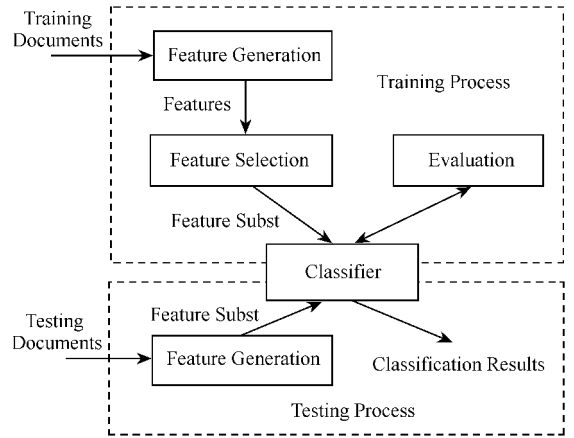 Training
Documents
Feature Generation
Training Process
Features
Feature Selection
Evaluation
Feature Subst
Classifier
Testing
Documents
Feature Subst
Feature Generation
Classification Results
Testing Process